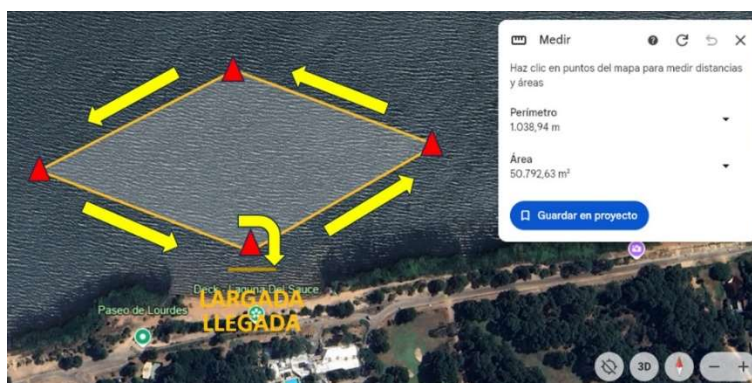 Medir
Haz clic en puntos del mapa para medir distancias
y áreas
Perímetro
1.038,94 m
Área
50.792,63 m²
Guardar en proyecto
Deck - Laguna Del Sauce
LARGADA
Paseo de Lourdes
LLEGADA
3D